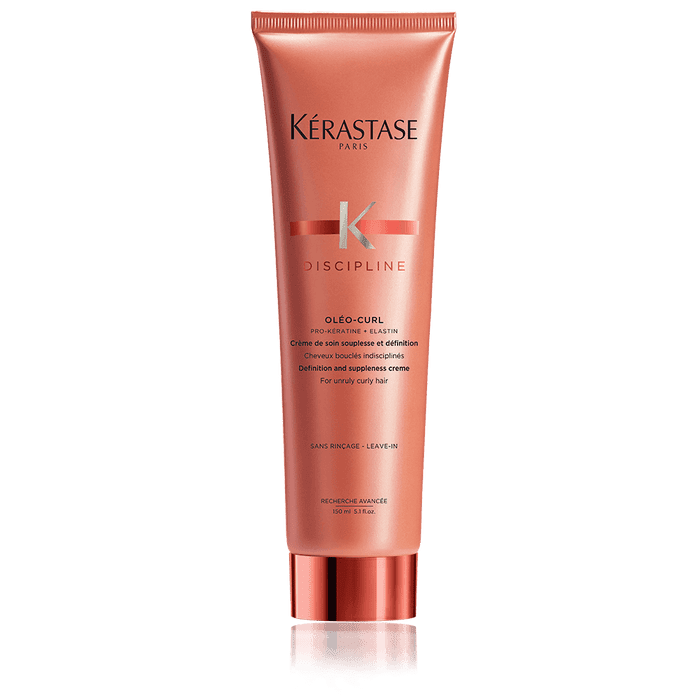 KÉRASTASE
PARIS
K
DISCIPLINE
OLÉO-CURL
PRO-KÉRATINE + ELASTIN
Crème de soin souplesse et définition
Cheveux bouclés indisciplinés
Definition and suppleness creme
For unruly curly hair
SANS RINÇAGE - LEAVE-IN
RECHERCHE AVANCÉE
150 ml 5.1 fl.oz.